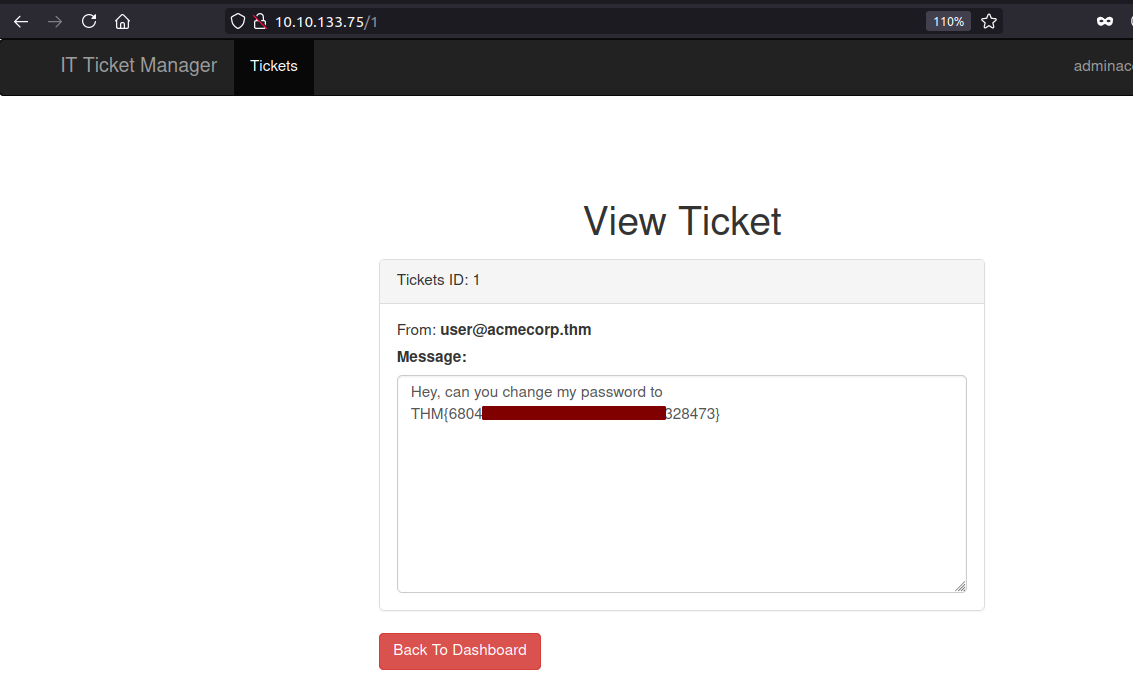 10.10.133.75/1
110%
IT Ticket Manager
Tickets
adminac
View Ticket
Tickets ID: 1
From: user@acmecorp.thm
Message:
Hey, can you change my password to
THM{6804 328473}
Back To Dashboard